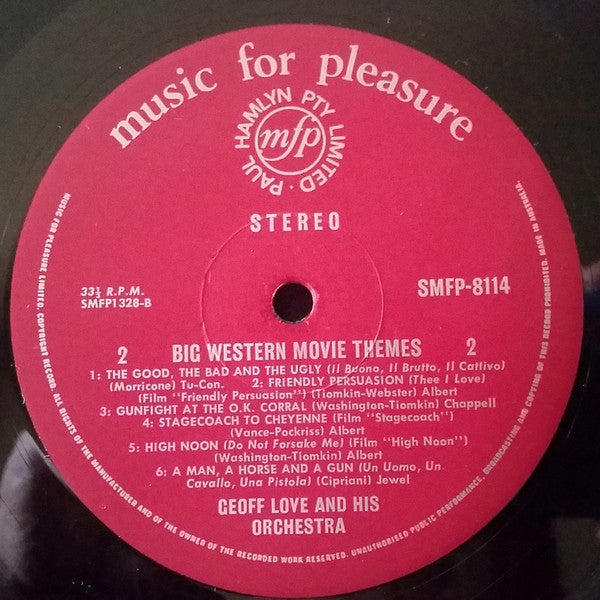 music for pleasure
PAUL HAMLYN PTY LIMITED ·
mfp
STEREO
33⅓ R.P.M.
SMFP1328-B
SMFP-8114
2 BIG WESTERN MOVIE THEMES 2
1: THE GOOD, THE BAD AND THE UGLY (Il Buono, Il Brutto, Il Cattivo)
(Morricone) Tu-Con. 2: FRIENDLY PERSUASION (Thee I Love)
(Film "Friendly Persuasion") (Tiomkin-Webster) Albert
3: GUNFIGHT AT THE O.K. CORRAL (Washington-Tiomkin) Chappell
4: STAGECOACH TO CHEYENNE (Film "Stagecoach")
(Vance-Pockriss) Albert
5: HIGH NOON (Do Not Forsake Me) (Film "High Noon")
(Washington-Tiomkin) Albert
6: A MAN, A HORSE AND A GUN (Un Uomo, Un
Cavallo, Una Pistola) (Cipriani) Jewel
GEOFF LOVE AND HIS
ORCHESTRA
MUSIC FOR PLEASURE LIMITED. COPYRIGHT RECORD. ALL RIGHTS OF THE MANUFACTURER AND OF THE OWNER OF THE RECORDED WORK RESERVED. UNAUTHORISED PUBLIC PERFORMANCE, BROADCASTING AND COPYING OF THIS RECORD PROHIBITED. MADE IN AUSTRALIA.